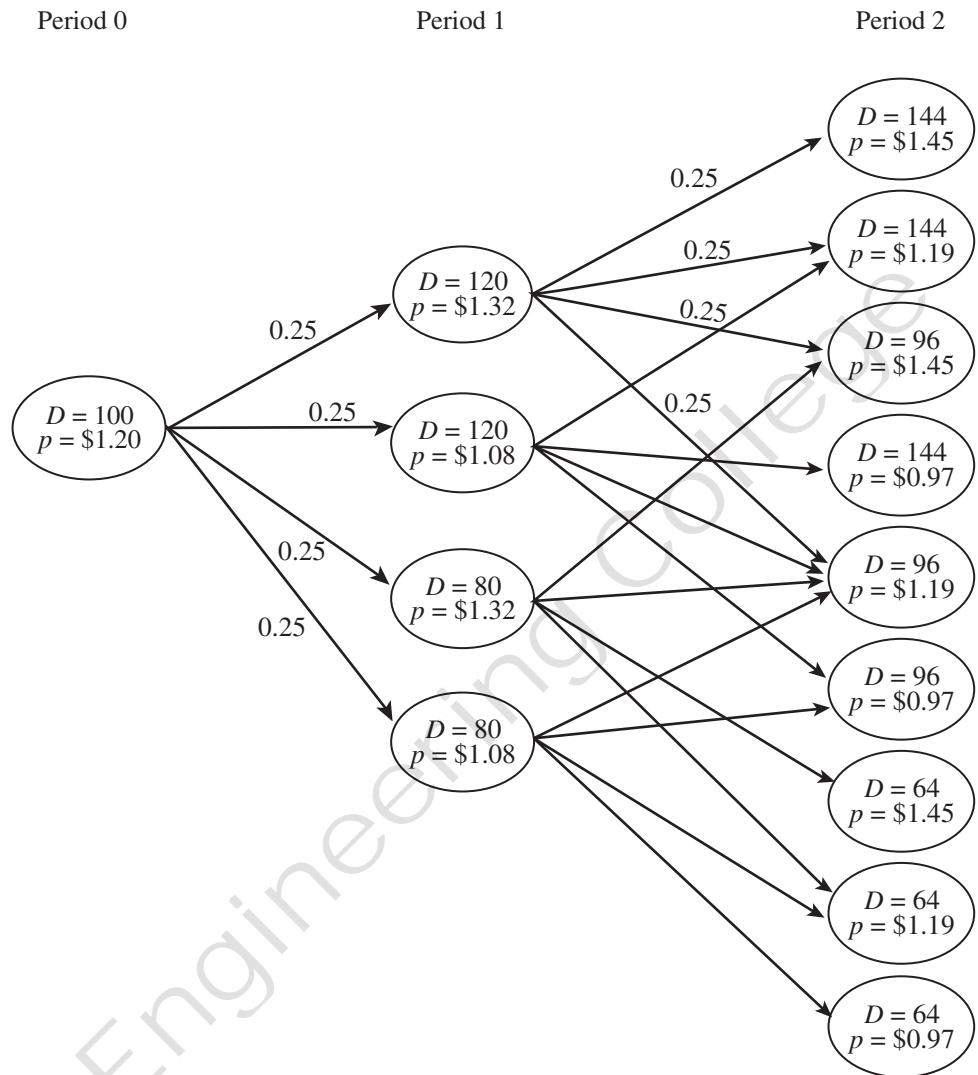 Period 0
Period 1
Period 2
D = 100
p = $1.20
0.25
0.25
0.25
0.25
D = 120
p = $1.32
D = 120
p = $1.08
D = 80
p = $1.32
D = 80
p = $1.08
0.25
0.25
0.25
0.25
D = 144
p = $1.45
D = 144
p = $1.19
D = 96
p = $1.45
D = 144
p = $0.97
D = 96
p = $1.19
D = 96
p = $0.97
D = 64
p = $1.45
D = 64
p = $1.19
D = 64
p = $0.97
Engineering College